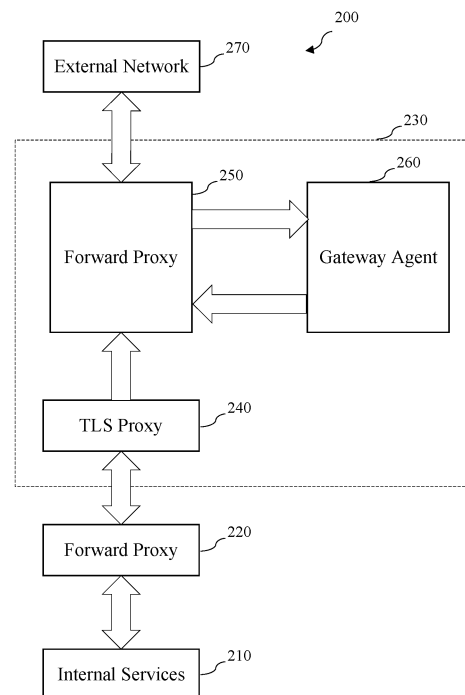 200
270
External Network
230
250
260
Forward Proxy
Gateway Agent
240
TLS Proxy
220
Forward Proxy
210
Internal Services